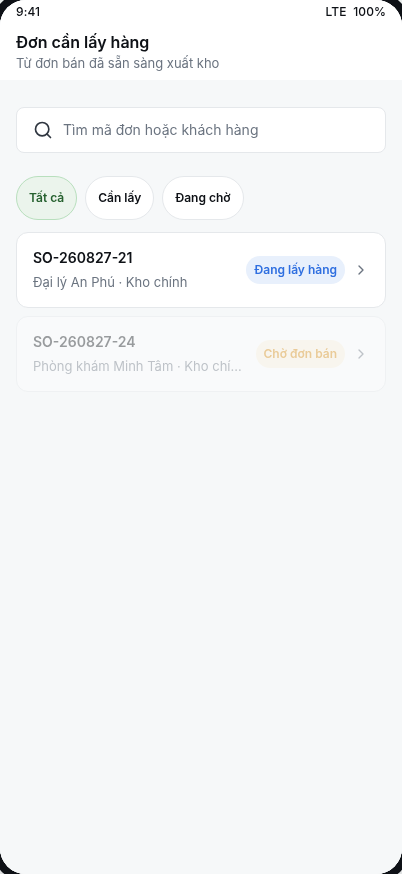 9:41
LTE 100%
Đơn cần lấy hàng
Từ đơn bán đã sẵn sàng xuất kho
Tìm mã đơn hoặc khách hàng
Tất cả
Cần lấy
Đang chờ
SO-260827-21
Đại lý An Phú · Kho chính
Đang lấy hàng
SO-260827-24
Phòng khám Minh Tâm · Kho chí...
Chờ đơn bán